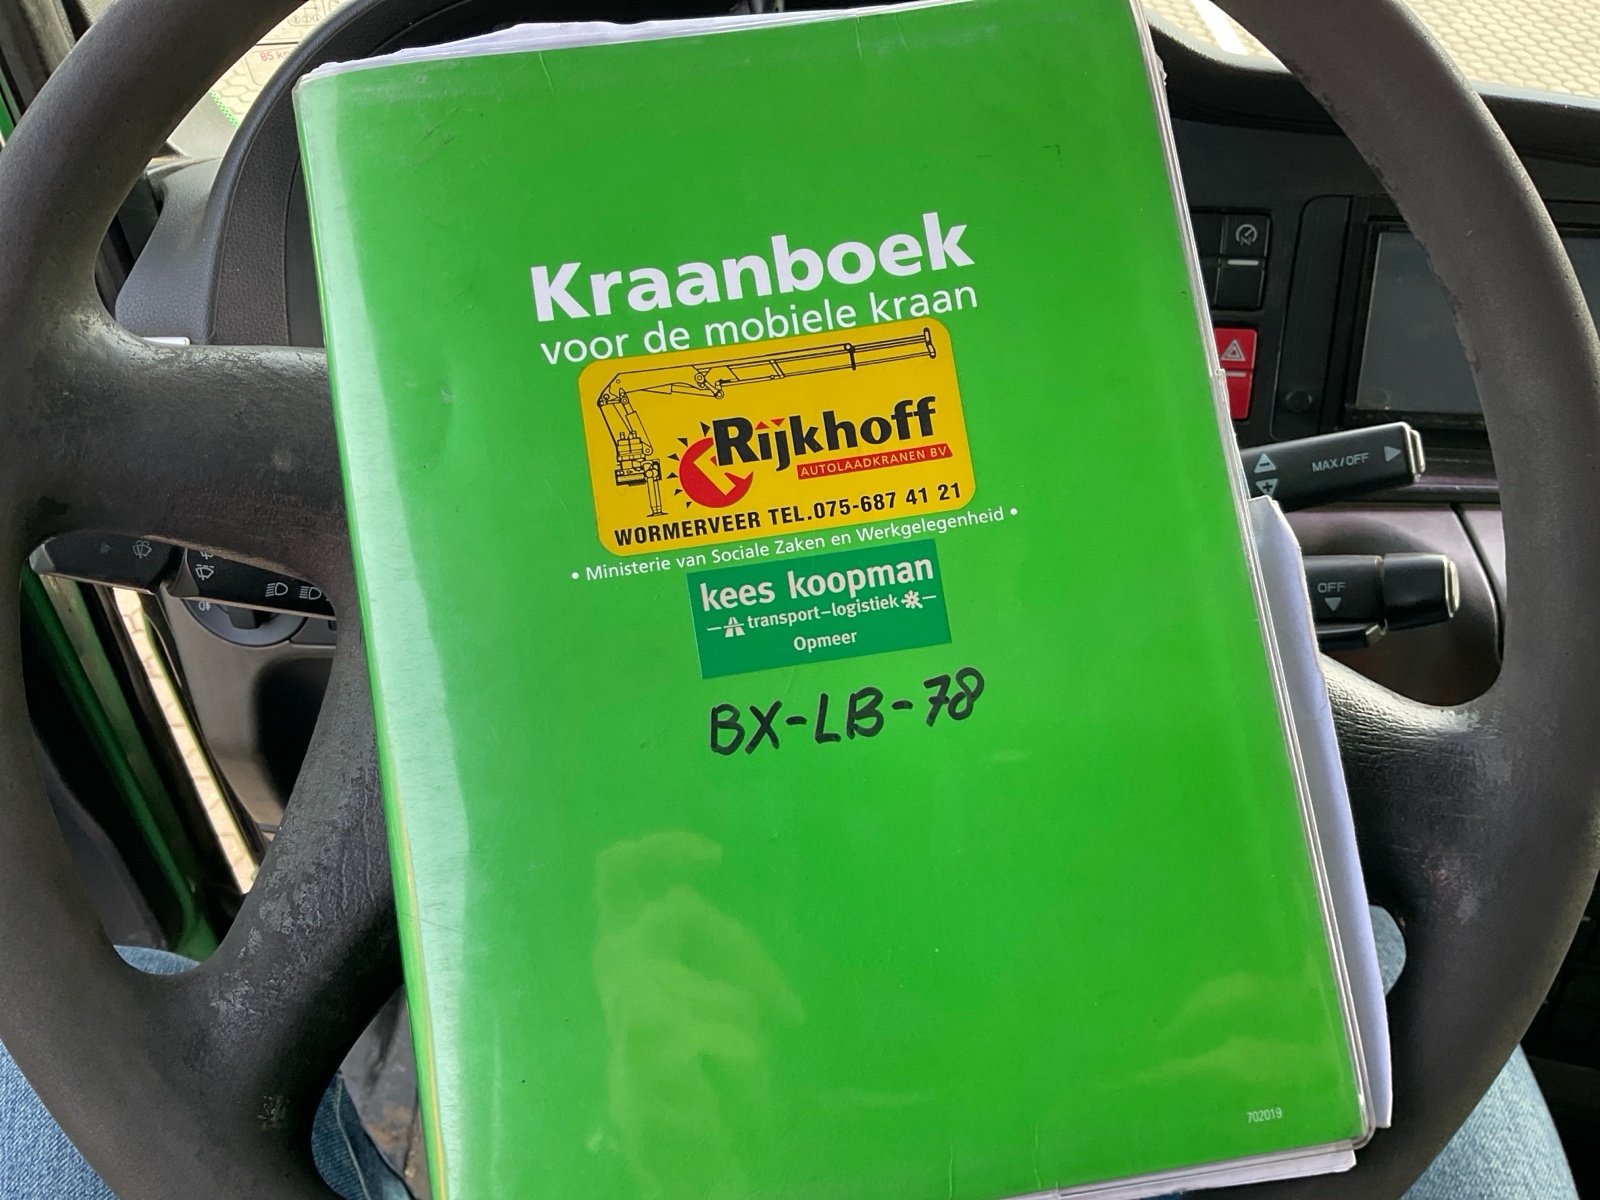 85 k
Kraanboek
voor de mobiele kraan
Rijkhoff
AUTOLAADKRANEN BV
WORMERVEER TEL.075-687 41 21
• Ministerie van Sociale Zaken en Werkgelegenheid •
kees koopman
transport-logistiek
Opmeer
BX-LB-78
702019
MAX/OFF
OFF